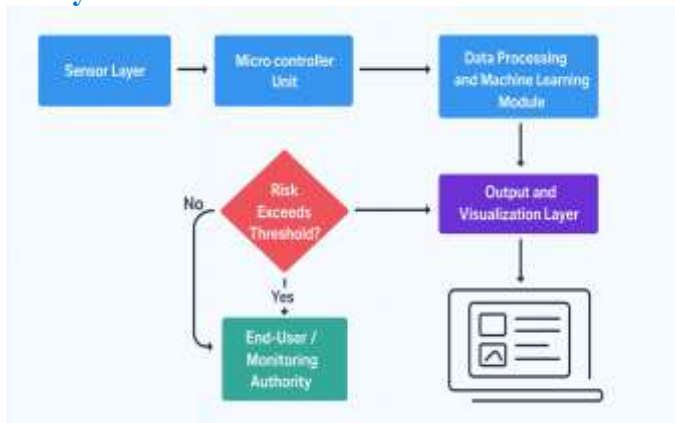 Sensor Layer
Micro controller
Unit
Data Processing
and Machine Learning
Module
Risk
Exceeds
Threshold?
No
Output and
Visualization Layer
Yes
End-User /
Monitoring
Authority